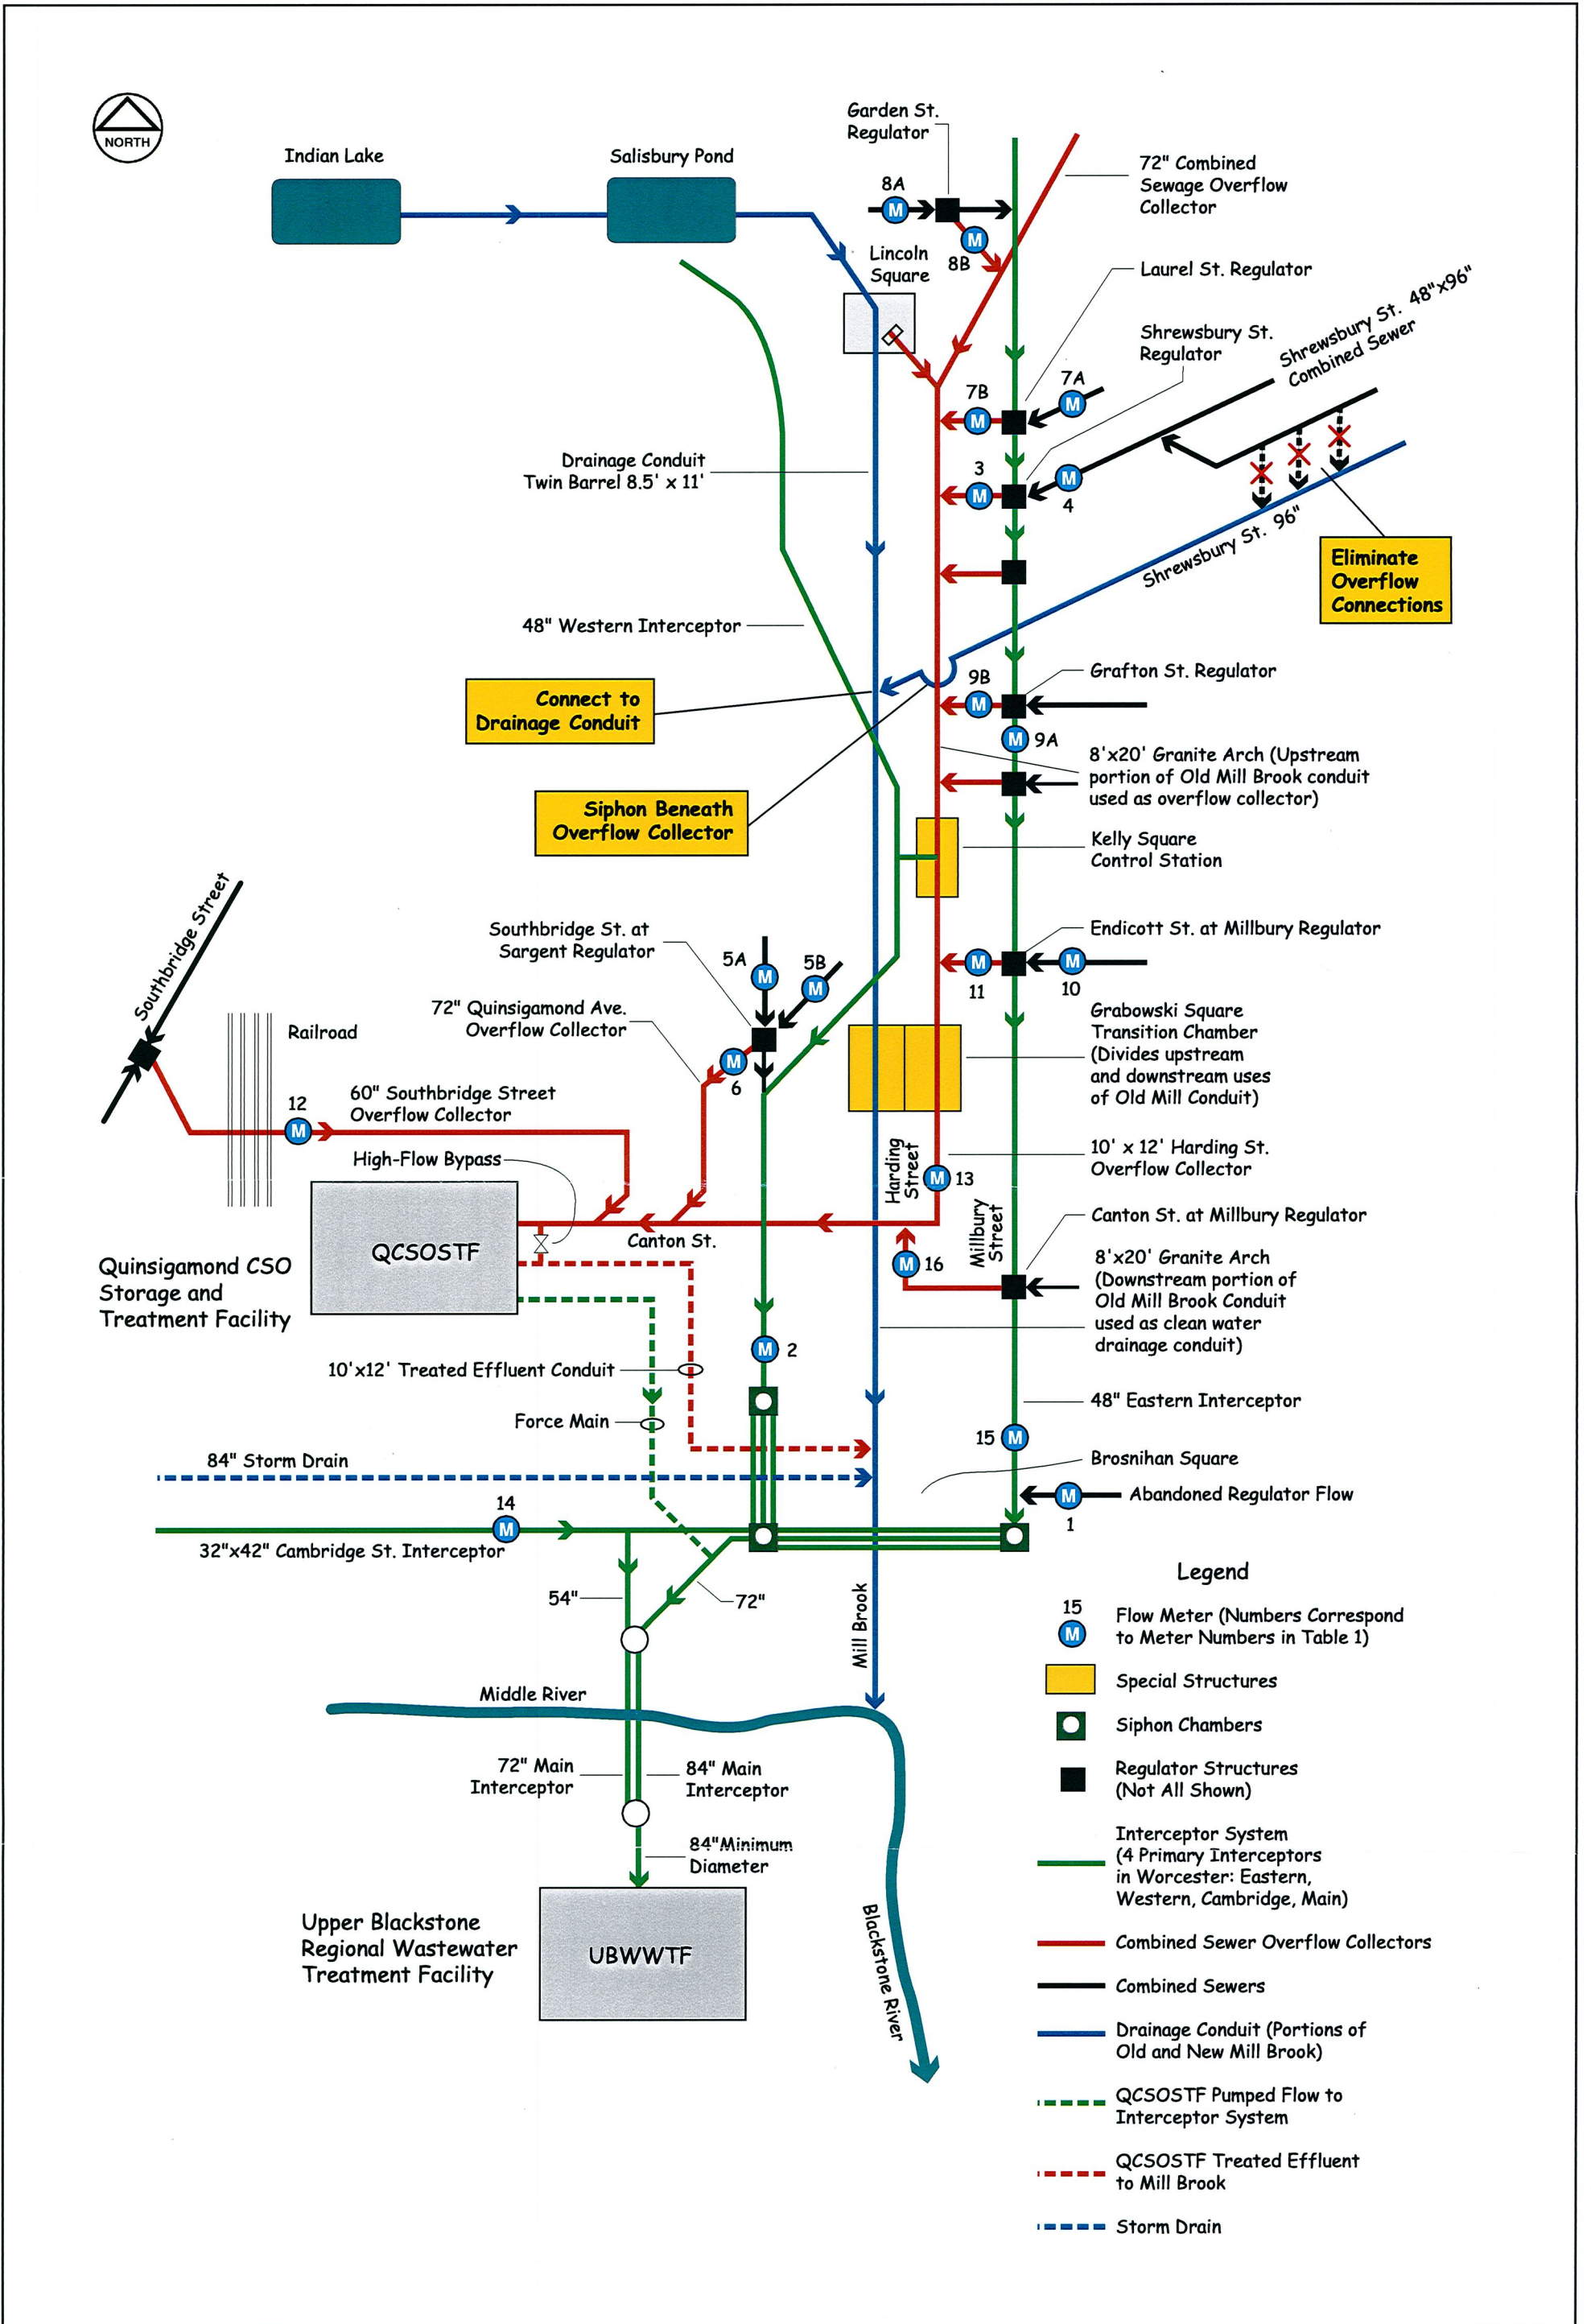 NORTH
Indian Lake
Salisbury Pond
Garden St.
Regulator
8A
M
M
8B
72" Combined
Sewage Overflow
Collector
Lincoln
Square
Laurel St. Regulator
Shrewsbury St.
Regulator
Shrewsbury St. 48"x96"
Combined Sewer
7B
M
7A
M
3
M
M
4
Drainage Conduit
Twin Barrel 8.5' x 11'
Shrewsbury St. 96"
Eliminate
Overflow
Connections
48" Western Interceptor
Connect to
Drainage Conduit
9B
M
Grafton St. Regulator
M
9A
8'x20' Granite Arch (Upstream
portion of Old Mill Brook conduit
used as overflow collector)
Siphon Beneath
Overflow Collector
Kelly Square
Control Station
Southbridge Street
Southbridge St. at
Sargent Regulator
5A
M
5B
M
Endicott St. at Millbury Regulator
M
11
M
10
72" Quinsigamond Ave.
Overflow Collector
Railroad
M
6
Grabowski Square
Transition Chamber
(Divides upstream
and downstream uses
of Old Mill Conduit)
12
M
60" Southbridge Street
Overflow Collector
High-Flow Bypass
Harding
Street
M
13
10' x 12' Harding St.
Overflow Collector
Millbury
Street
Canton St. at Millbury Regulator
QCSOSTF
Canton St.
Quinsigamond CSO
Storage and
Treatment Facility
M
16
8'x20' Granite Arch
(Downstream portion of
Old Mill Brook Conduit
used as clean water
drainage conduit)
M
2
10'x12' Treated Effluent Conduit
48" Eastern Interceptor
Force Main
15
M
84" Storm Drain
Brosnihan Square
M
1
Abandoned Regulator Flow
14
M
32"x42" Cambridge St. Interceptor
54"
72"
Mill Brook
Middle River
72" Main
Interceptor
84" Main
Interceptor
84"Minimum
Diameter
Upper Blackstone
Regional Wastewater
Treatment Facility
UBWWTF
Blackstone River
Legend
15
M
Flow Meter (Numbers Correspond
to Meter Numbers in Table 1)
Special Structures
Siphon Chambers
Regulator Structures
(Not All Shown)
Interceptor System
(4 Primary Interceptors
in Worcester: Eastern,
Western, Cambridge, Main)
Combined Sewer Overflow Collectors
Combined Sewers
Drainage Conduit (Portions of
Old and New Mill Brook)
QCSOSTF Pumped Flow to
Interceptor System
QCSOSTF Treated Effluent
to Mill Brook
Storm Drain